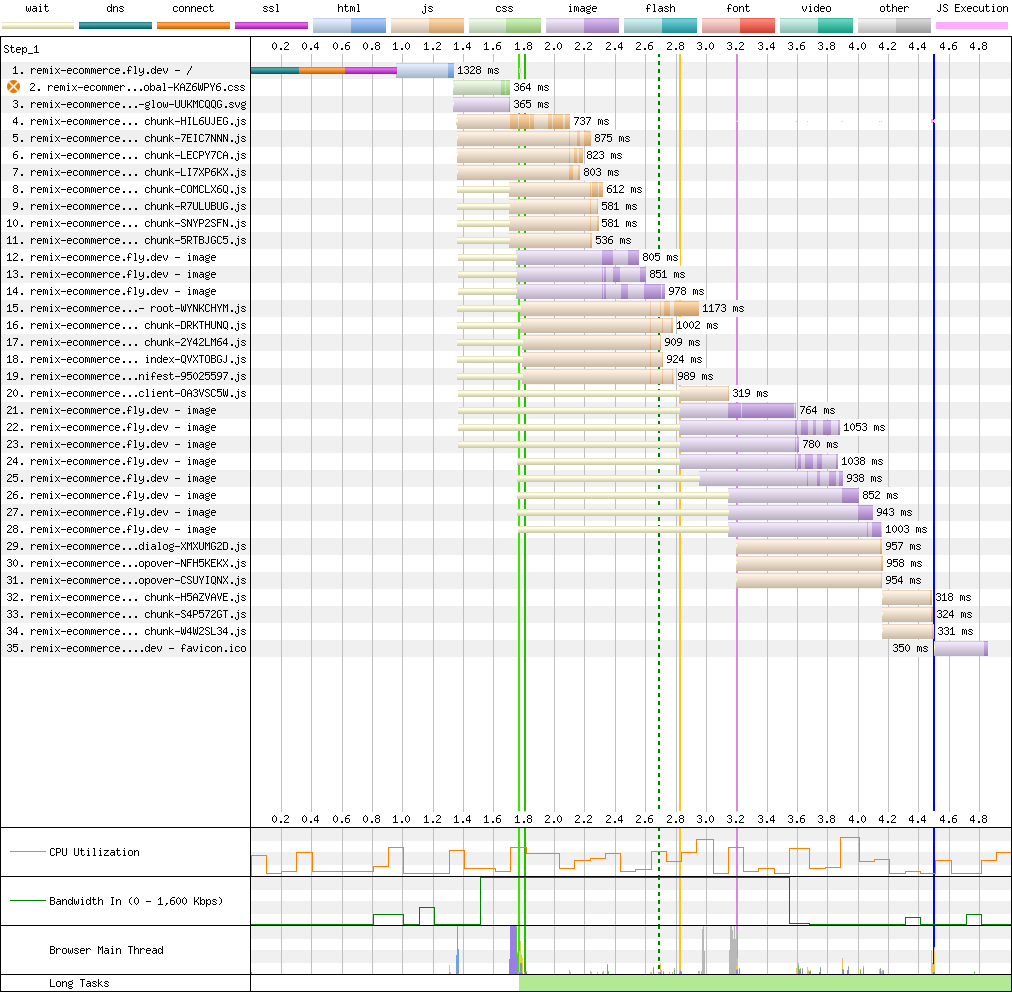 wait dns connect ssl html js css image flash font video other JS Execution
Step_1 0.2 0.4 0.6 0.8 1.0 1.2 1.4 1.6 1.8 2.0 2.2 2.4 2.6 2.8 3.0 3.2 3.4 3.6 3.8 4.0 4.2 4.4 4.6 4.8
1. remix-ecommerce.fly.dev - / 1328 ms
2. remix-ecommer...obal-KAZ6WPY6.css 364 ms
3. remix-ecommerce...-glow-UUKMCQQG.svg 365 ms
4. remix-ecommerce... chunk-HIL6UJEG.js 737 ms
5. remix-ecommerce... chunk-7EIC7NNN.js 875 ms
6. remix-ecommerce... chunk-LECPY7CA.js 823 ms
7. remix-ecommerce... chunk-LI7XP6KX.js 803 ms
8. remix-ecommerce... chunk-COMCLX6Q.js 612 ms
9. remix-ecommerce... chunk-R7ULUBUG.js 581 ms
10. remix-ecommerce... chunk-SNYP2SFN.js 581 ms
11. remix-ecommerce... chunk-5RTBJGC5.js 536 ms
12. remix-ecommerce.fly.dev - image 805 ms
13. remix-ecommerce.fly.dev - image 851 ms
14. remix-ecommerce.fly.dev - image 978 ms
15. remix-ecommerce...- root-WYNKCHYM.js 1173 ms
16. remix-ecommerce... chunk-DRKTHUNQ.js 1002 ms
17. remix-ecommerce... chunk-2Y42LM64.js 909 ms
18. remix-ecommerce... index-QVXTOBGJ.js 924 ms
19. remix-ecommerce...nifest-95025597.js 989 ms
20. remix-ecommerce...client-OA3VSC5W.js 319 ms
21. remix-ecommerce.fly.dev - image 764 ms
22. remix-ecommerce.fly.dev - image 1053 ms
23. remix-ecommerce.fly.dev - image 780 ms
24. remix-ecommerce.fly.dev - image 1038 ms
25. remix-ecommerce.fly.dev - image 938 ms
26. remix-ecommerce.fly.dev - image 852 ms
27. remix-ecommerce.fly.dev - image 943 ms
28. remix-ecommerce.fly.dev - image 1003 ms
29. remix-ecommerce...dialog-XMXUMG2D.js 957 ms
30. remix-ecommerce...opover-NFH5KEKX.js 958 ms
31. remix-ecommerce...opover-CSUYIQNX.js 954 ms
32. remix-ecommerce... chunk-H5AZVAVE.js 318 ms
33. remix-ecommerce... chunk-S4P572GT.js 324 ms
34. remix-ecommerce... chunk-W4W2SL34.js 331 ms
35. remix-ecommerce....dev - favicon.ico 350 ms
0.2 0.4 0.6 0.8 1.0 1.2 1.4 1.6 1.8 2.0 2.2 2.4 2.6 2.8 3.0 3.2 3.4 3.6 3.8 4.0 4.2 4.4 4.6 4.8
CPU Utilization
Bandwidth In (0 - 1,600 Kbps)
Browser Main Thread
Long Tasks